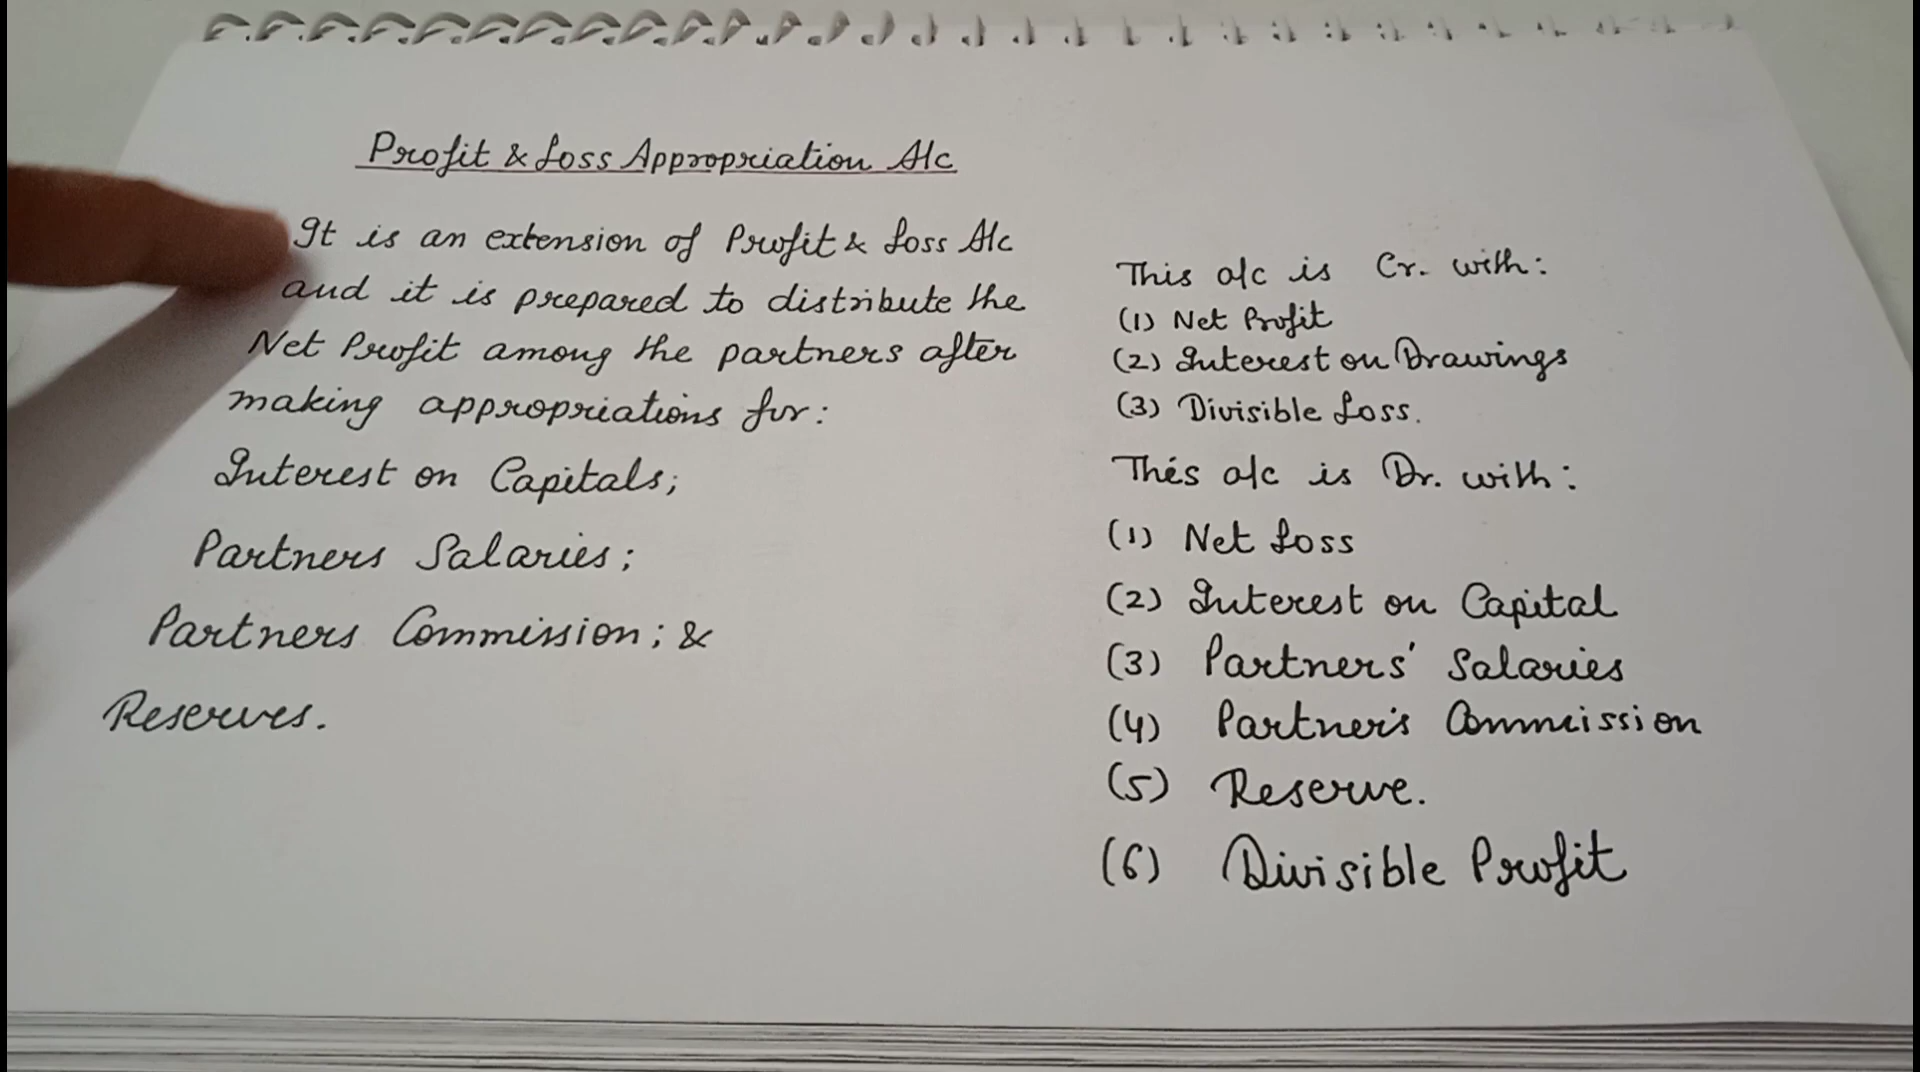 Profit & Loss Appropriation A/c
It is an extension of Profit & Loss A/c
and it is prepared to distribute the
Net Profit among the partners after
making appropriations for:
Interest on Capitals;
Partners Salaries;
Partners Commission; &
Reserves.
This a/c is Cr. with:
(1) Net Profit
(2) Interest on Drawings
(3) Divisible Loss.
This a/c is Dr. with:
(1) Net Loss
(2) Interest on Capital
(3) Partners' Salaries
(4) Partner's Commission
(5) Reserve.
(6) Divisible Profit